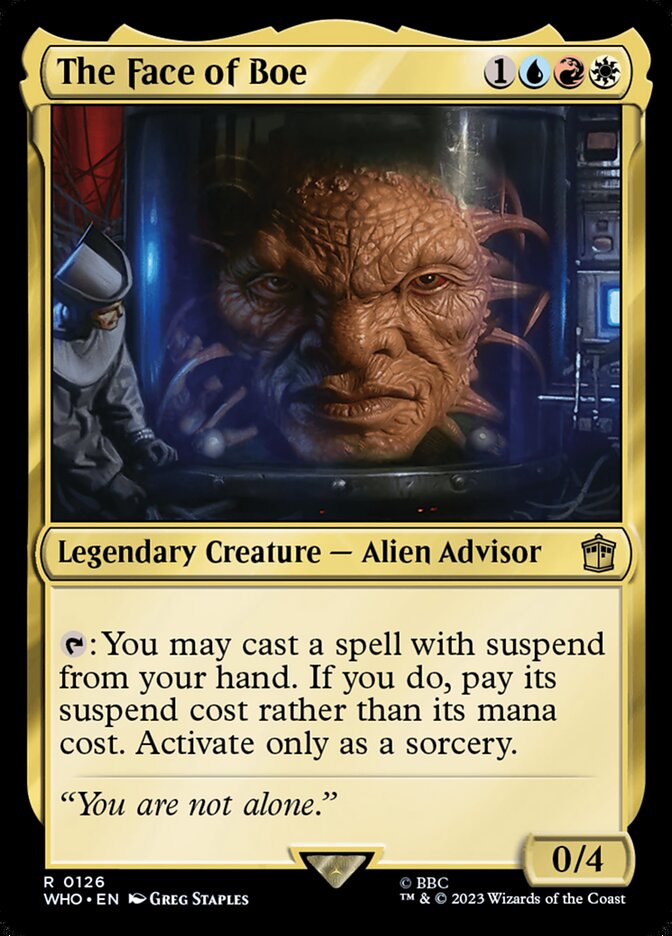 The Face of Boe 1
Legendary Creature — Alien Advisor
: You may cast a spell with suspend
from your hand. If you do, pay its
suspend cost rather than its mana
cost. Activate only as a sorcery.
“You are not alone.”
0/4
R 0126
WHO • EN Greg Staples
© BBC
™ & © 2023 Wizards of the Coast